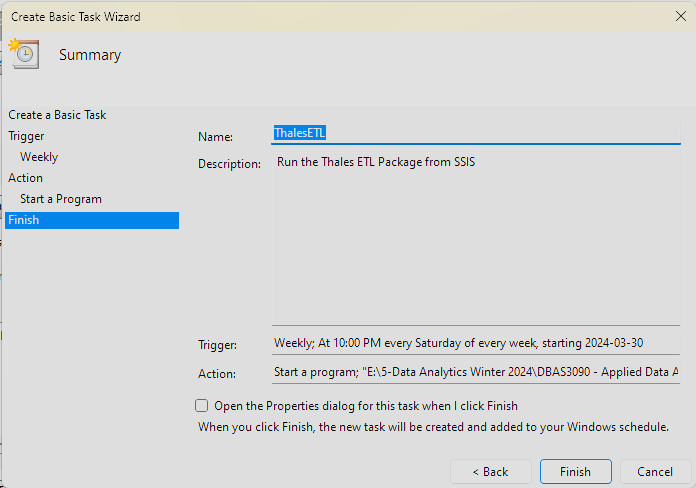 Create Basic Task Wizard
Summary
Create a Basic Task
Trigger
Weekly
Action
Start a Program
Finish
Name: ThalesETL
Description: Run the Thales ETL Package from SSIS
Trigger: Weekly; At 10:00 PM every Saturday of every week, starting 2024-03-30
Action: Start a program; "E:\5-Data Analytics Winter 2024\DBAS3090 - Applied Data A
Open the Properties dialog for this task when I click Finish
When you click Finish, the new task will be created and added to your Windows schedule.
< Back Finish Cancel